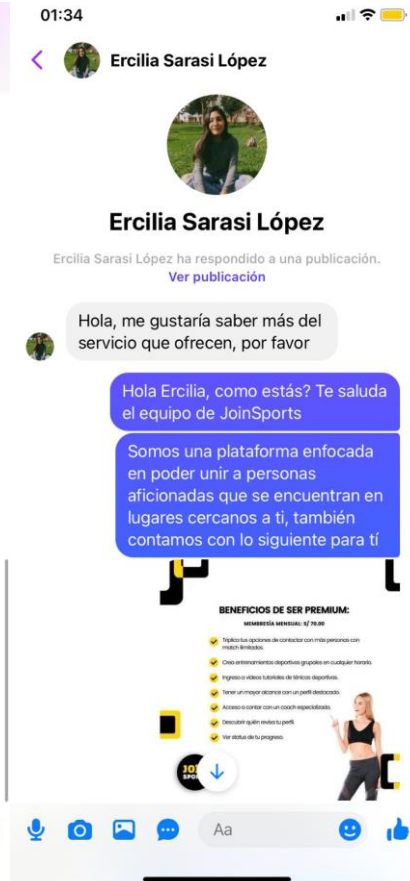 01:34
Ercilia Sarasi López
Ercilia Sarasi López
Ercilia Sarasi López ha respondido a una publicación.
Ver publicación
Hola, me gustaría saber más del
servicio que ofrecen, por favor
Hola Ercilia, como estás? Te saluda
el equipo de JoinSports
Somos una plataforma enfocada
en poder unir a personas
aficionadas que se encuentran en
lugares cercanos a ti, también
contamos con lo siguiente para tí
BENEFICIOS DE SER PREMIUM:
MEMBRESÍA MENSUAL: S/ 70.00
Triplica tus opciones de contactar con más personas con
match ilimitados.
Crea entrenamientos deportivos grupales en cualquier horario.
Ingreso a videos tutoriales de técnicas deportivas.
Tener un mayor alcance con un perfil destacado.
Acceso a contar con un coach especializado.
Descubrir quién revisa tu perfil.
Ver status de tu progreso.
Aa